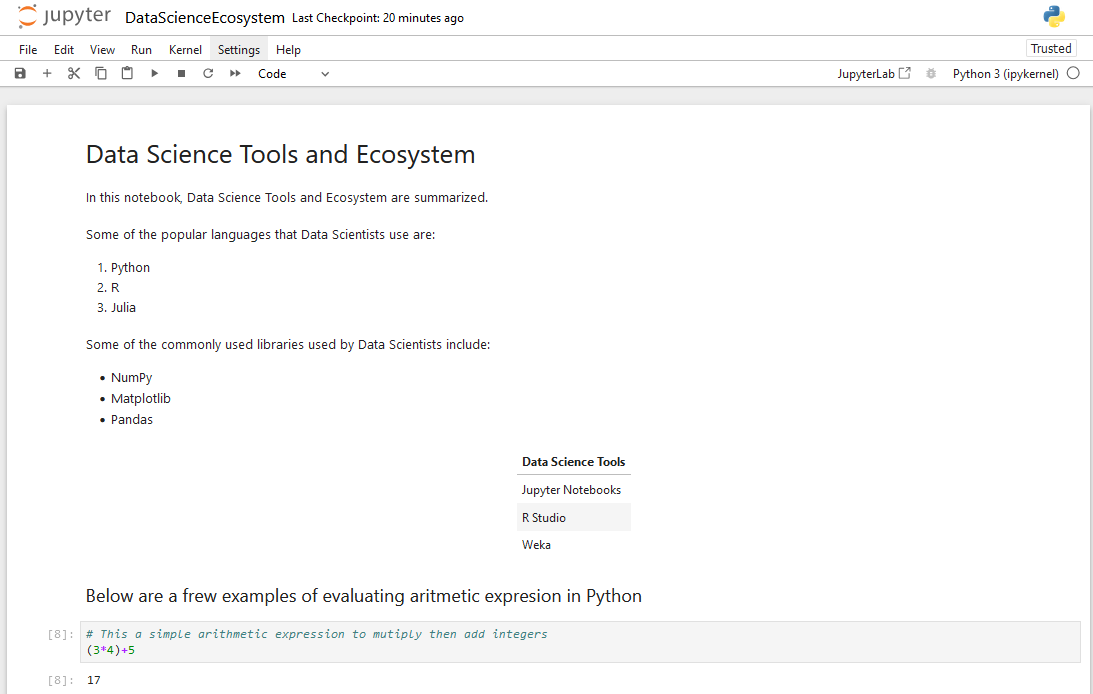 jupyter DataScienceEcosystem Last Checkpoint: 20 minutes ago
File Edit View Run Kernel Settings Help Trusted
Code JupyterLab Python 3 (ipykernel)
Data Science Tools and Ecosystem
In this notebook, Data Science Tools and Ecosystem are summarized.
Some of the popular languages that Data Scientists use are:
1. Python
2. R
3. Julia
Some of the commonly used libraries used by Data Scientists include:
• NumPy
• Matplotlib
• Pandas
Data Science Tools
Jupyter Notebooks
R Studio
Weka
Below are a frew examples of evaluating aritmetic expresion in Python
[8]: # This a simple arithmetic expression to mutiply then add integers
(3*4)+5
[8]: 17